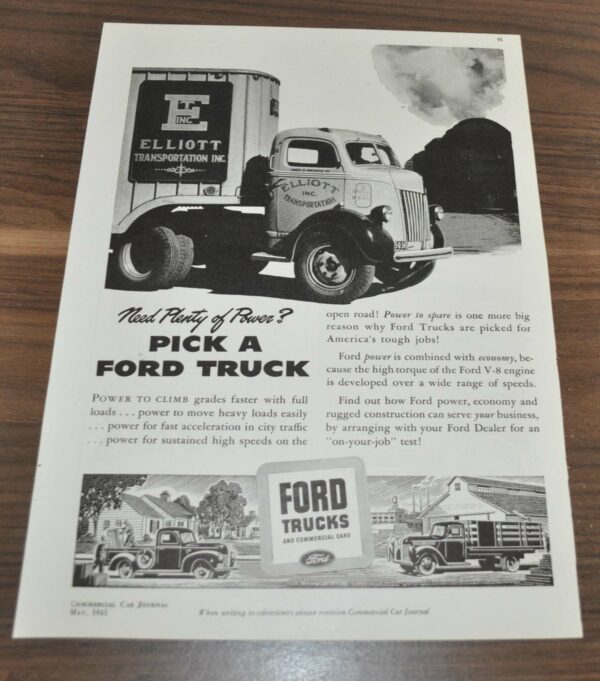 E
T
INC.
ELLIOTT
TRANSPORTATION INC.
ELLIOTT
INC.
TRANSPORTATION
Need Plenty of Power?
PICK A
FORD TRUCK
POWER TO CLIMB grades faster with full
loads . . . power to move heavy loads easily
. . . power for fast acceleration in city traffic
. . . power for sustained high speeds on the
open road! Power to spare is one more big
reason why Ford Trucks are picked for
America's tough jobs!
Ford power is combined with economy, be-
cause the high torque of the Ford V-8 engine
is developed over a wide range of speeds.
Find out how Ford power, economy and
rugged construction can serve your business,
by arranging with your Ford Dealer for an
"on-your-job" test!
FORD
TRUCKS
AND COMMERCIAL CARS
Ford
COMMERCIAL CAR JOURNAL
MAY, 1941
When writing to advertisers please mention Commercial Car Journal